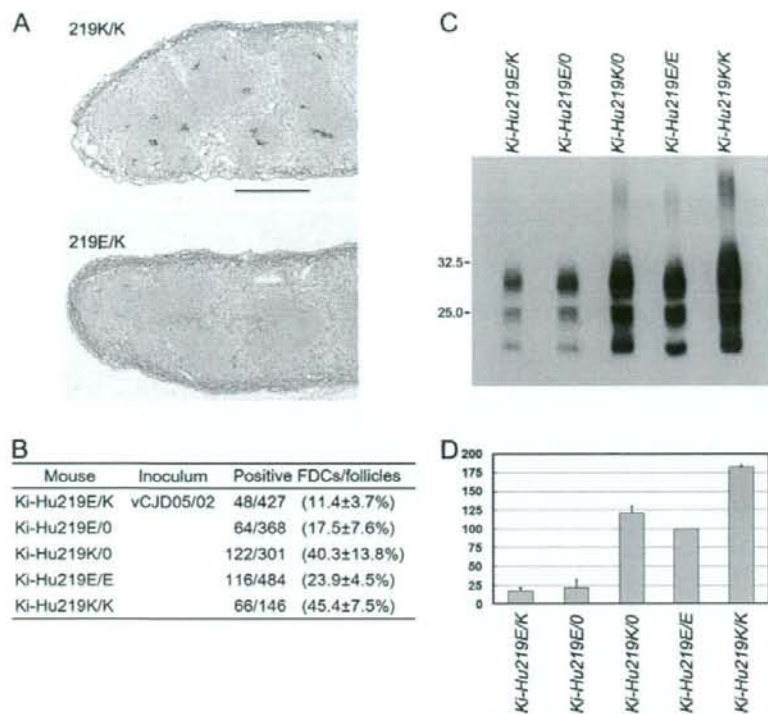 A
219K/K
219E/K
B
Mouse Inoculum Positive FDCs/follicles
Ki-Hu219E/K vCJD05/02 48/427 (11.4±3.7%)
Ki-Hu219E/0 64/368 (17.5±7.6%)
Ki-Hu219K/0 122/301 (40.3±13.8%)
Ki-Hu219E/E 116/484 (23.9±4.5%)
Ki-Hu219K/K 66/146 (45.4±7.5%)
C
Ki-Hu219E/K
Ki-Hu219E/0
Ki-Hu219K/0
Ki-Hu219E/E
Ki-Hu219K/K
32.5-
25.0-
D
200
175
150
125
100
75
50
25
0
Ki-Hu219E/K
Ki-Hu219E/0
Ki-Hu219K/0
Ki-Hu219E/E
Ki-Hu219K/K